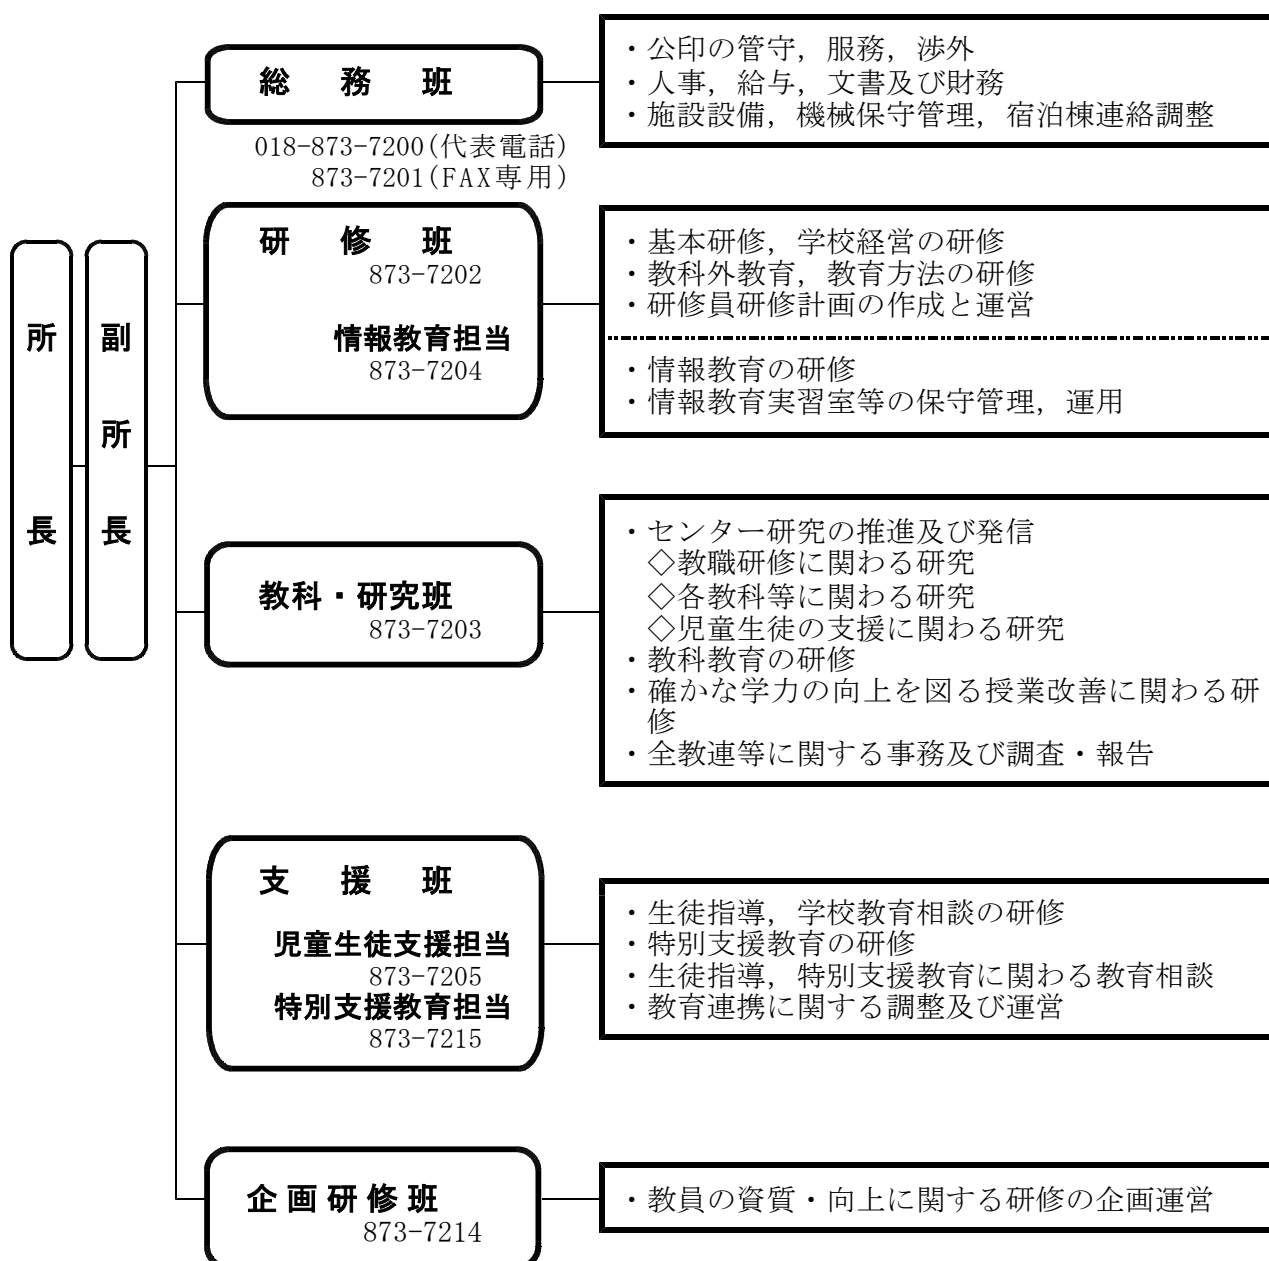 所長
副所長
総務班
018-873-7200(代表電話)
873-7201(FAX専用)
・公印の管守，服務，渉外
・人事，給与，文書及び財務
・施設設備，機械保守管理，宿泊棟連絡調整
研修班
873-7202
情報教育担当
873-7204
・基本研修，学校経営の研修
・教科外教育，教育方法の研修
・研修員研修計画の作成と運営
・情報教育の研修
・情報教育実習室等の保守管理，運用
教科・研究班
873-7203
・センター研究の推進及び発信
◇教職研修に関わる研究
◇各教科等に関わる研究
◇児童生徒の支援に関わる研究
・教科教育の研修
・確かな学力の向上を図る授業改善に関わる研
修
・全教連等に関する事務及び調査・報告
支援班
児童生徒支援担当
873-7205
特別支援教育担当
873-7215
・生徒指導，学校教育相談の研修
・特別支援教育の研修
・生徒指導，特別支援教育に関わる教育相談
・教育連携に関する調整及び運営
企画研修班
873-7214
・教員の資質・向上に関する研修の企画運営